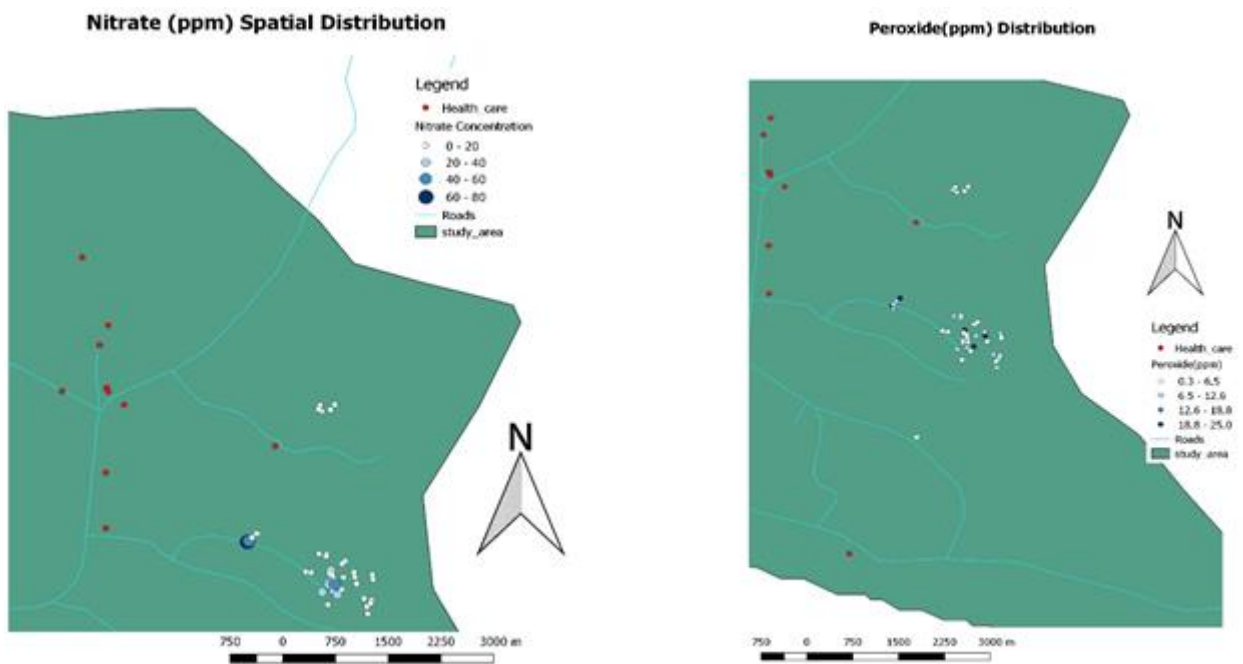 Nitrate (ppm) Spatial Distribution
Legend
Health_care
Nitrate Concentration
0 - 20
20 - 40
40 - 60
60 - 80
Roads
study_area
N
750 0 750 1500 2250 3000 m
Peroxide(ppm) Distribution
N
Legend
Health_care
Peroxide(ppm)
0.3 - 6.5
6.5 - 12.6
12.6 - 18.8
18.8 - 25.0
Roads
study_area
750 0 750 1500 2250 3000 m